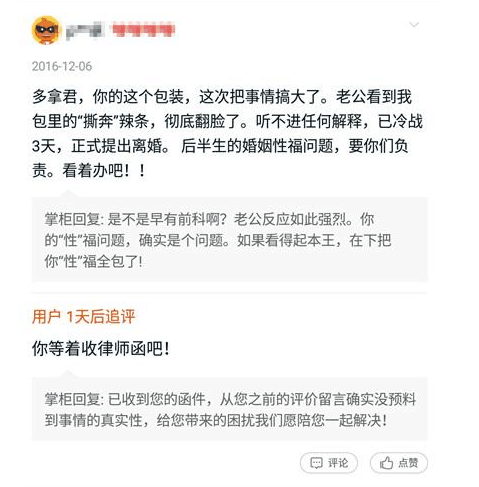 2016-12-06
多拿君，你的这个包装，这次把事情搞大了。老公看到我
包里的“撕奔”辣条，彻底翻脸了。听不进任何解释，已冷战
3天，正式提出离婚。 后半生的婚姻性福问题，要你们负
责。看着办吧！！
掌柜回复: 是不是早有前科啊？老公反应如此强烈。你
的“性”福问题，确实是个问题。如果看得起本王，在下把
你“性”福全包了!
用户 1天后追评
你等着收律师函吧！
掌柜回复: 已收到您的函件，从您之前的评价留言确实没预料
到事情的真实性，给您带来的困扰我们愿陪您一起解决！
评论
点赞